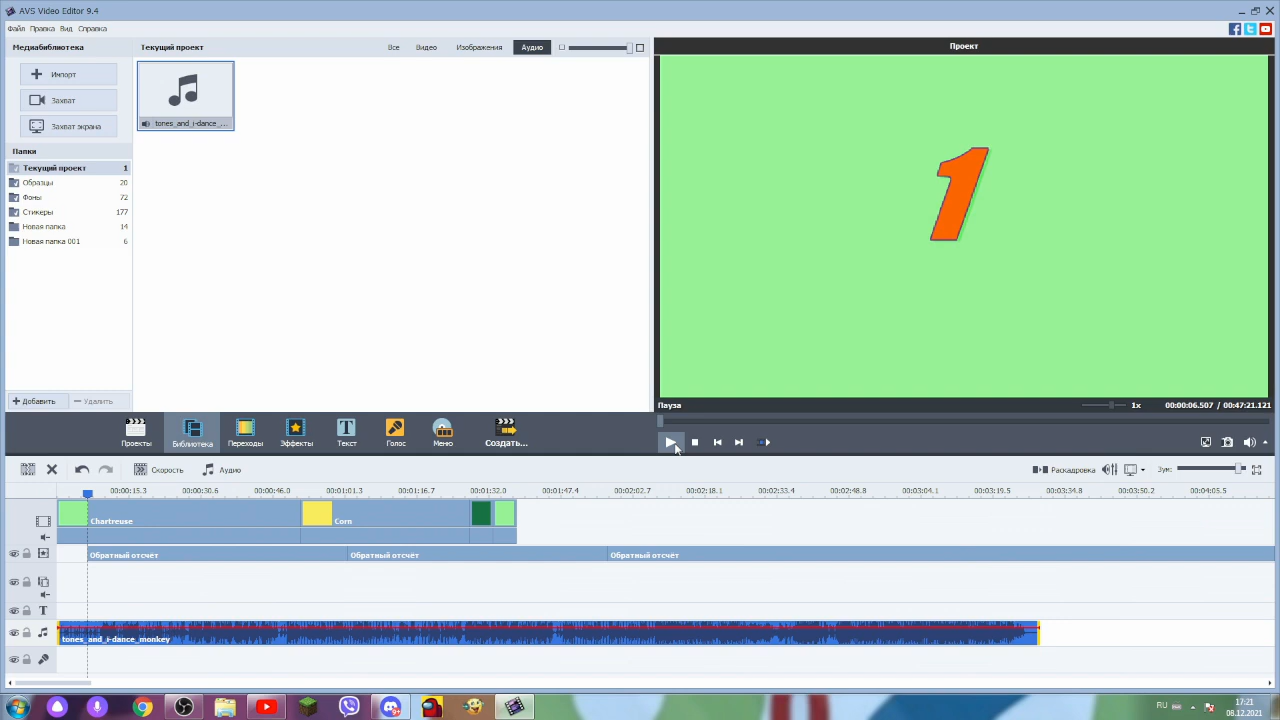 AVS Video Editor 9.4
Файл Правка Вид Справка
Медиабиблиотека
Импорт
Захват
Захват экрана
Папки
Текущий проект 1
Образцы 20
Фоны 72
Стикеры 177
Новая папка 14
Новая папка 001 6
+ Добавить — Удалить
Текущий проект Все Видео Изображения Аудио
tones_and_i-dance_...
Проект
1
Пауза 1x 00:00:06.507 / 00:47:21.121
Проекты Библиотека Переходы Эффекты Текст Голос Меню Создать...
Скорость Аудио Раскадровка Зум:
00:00:15.3 00:00:30.6 00:00:46.0 00:01:01.3 00:01:16.7 00:01:32.0 00:01:47.4 00:02:02.7 00:02:18.1 00:02:33.4 00:02:48.8 00:03:04.1 00:03:19.5 00:03:34.8 00:03:50.2 00:04:05.5
Chartreuse Corn
Обратный отсчёт Обратный отсчёт Обратный отсчёт
T
tones_and_i-dance_monkey
RU 17:21
08.12.2021